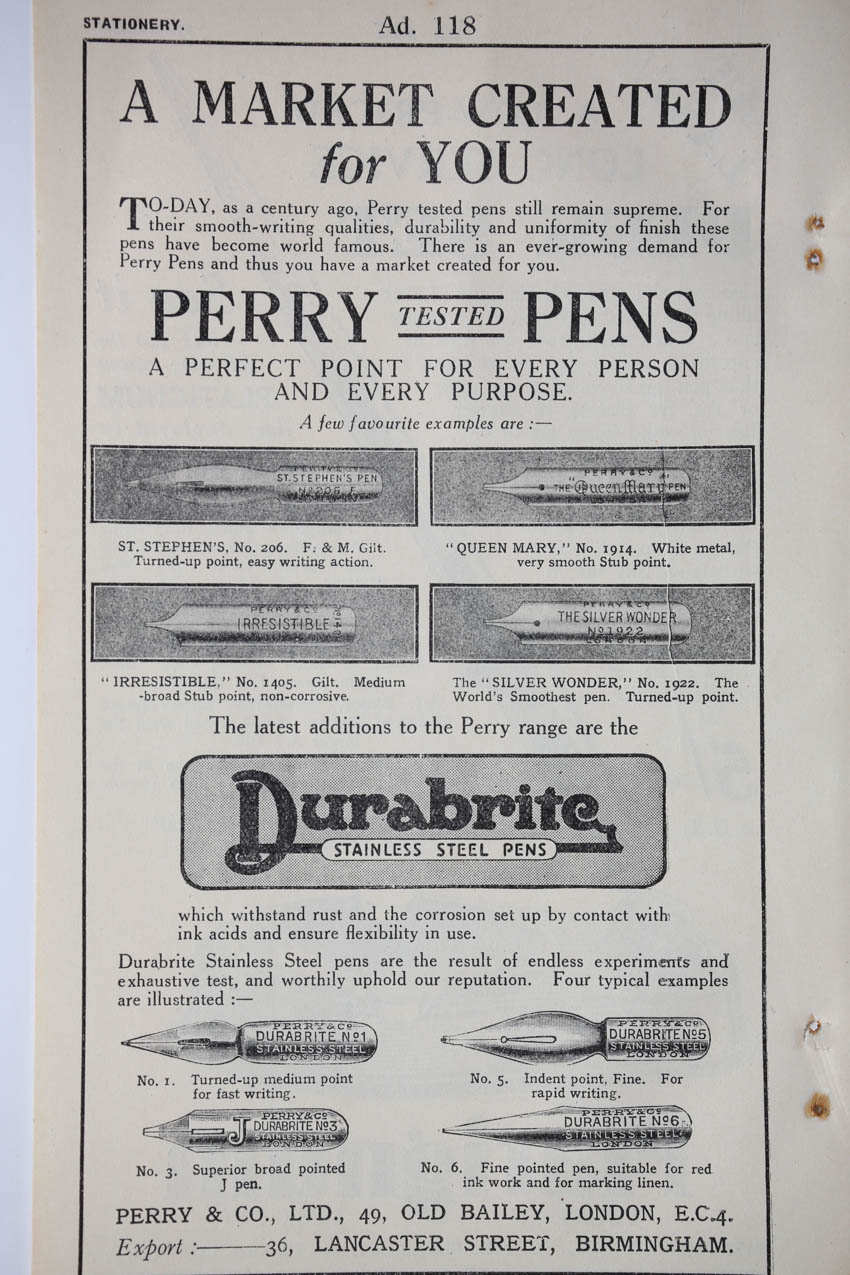 STATIONERY.
Ad. 118
A MARKET CREATED
for YOU
TO-DAY, as a century ago, Perry tested pens still remain supreme. For
their smooth-writing qualities, durability and uniformity of finish these
pens have become world famous. There is an ever-growing demand for
Perry Pens and thus you have a market created for you.
PERRY TESTED PENS
A PERFECT POINT FOR EVERY PERSON
AND EVERY PURPOSE.
A few favourite examples are :—
PERRY & Co
ST. STEPHEN'S PEN
No 206 F
PERRY & Co
THE "Queen Mary" PEN
LONDON
ST. STEPHEN'S, No. 206. F. & M. Gilt.
Turned-up point, easy writing action.
"QUEEN MARY," No. 1914. White metal,
very smooth Stub point.
PERRY & Co
IRRESISTIBLE
PERRY & Co
THE SILVER WONDER
No 1922
LONDON
"IRRESISTIBLE," No. 1405. Gilt. Medium
-broad Stub point, non-corrosive.
The "SILVER WONDER," No. 1922. The
World's Smoothest pen. Turned-up point.
The latest additions to the Perry range are the
Durabrite
STAINLESS STEEL PENS
which withstand rust and the corrosion set up by contact with
ink acids and ensure flexibility in use.
Durabrite Stainless Steel pens are the result of endless experiments and
exhaustive test, and worthily uphold our reputation. Four typical examples
are illustrated :—
PERRY & Co
DURABRITE No 1
STAINLESS STEEL
LONDON
PERRY & Co
DURABRITE No 5
STAINLESS STEEL
LONDON
No. 1. Turned-up medium point
for fast writing.
No. 5. Indent point, Fine. For
rapid writing.
PERRY & Co
J DURABRITE No 3
STAINLESS STEEL
LONDON
PERRY & Co
DURABRITE No 6
STAINLESS STEEL
LONDON
No. 3. Superior broad pointed
J pen.
No. 6. Fine pointed pen, suitable for red
ink work and for marking linen.
PERRY & CO., LTD., 49, OLD BAILEY, LONDON, E.C.4.
Export :——36, LANCASTER STREET, BIRMINGHAM.